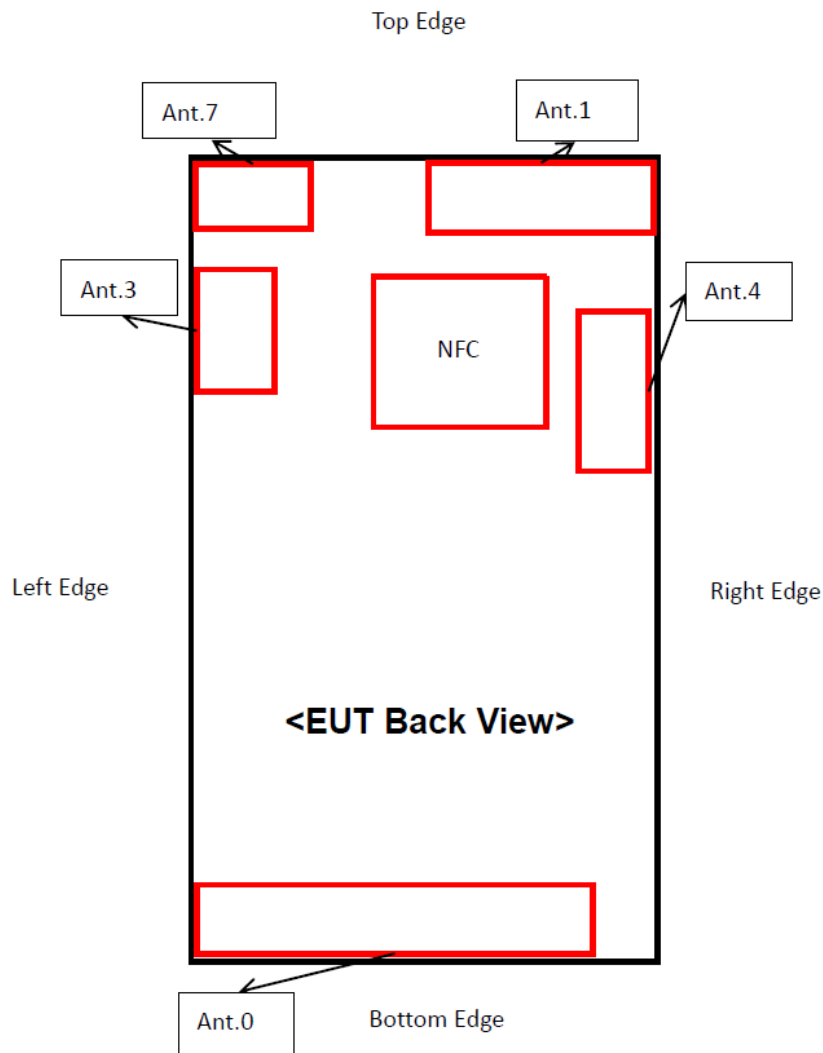 Top Edge
Ant.7
Ant.1
Ant.3
Ant.4
NFC
Left Edge
Right Edge
<EUT Back View>
Ant.0
Bottom Edge